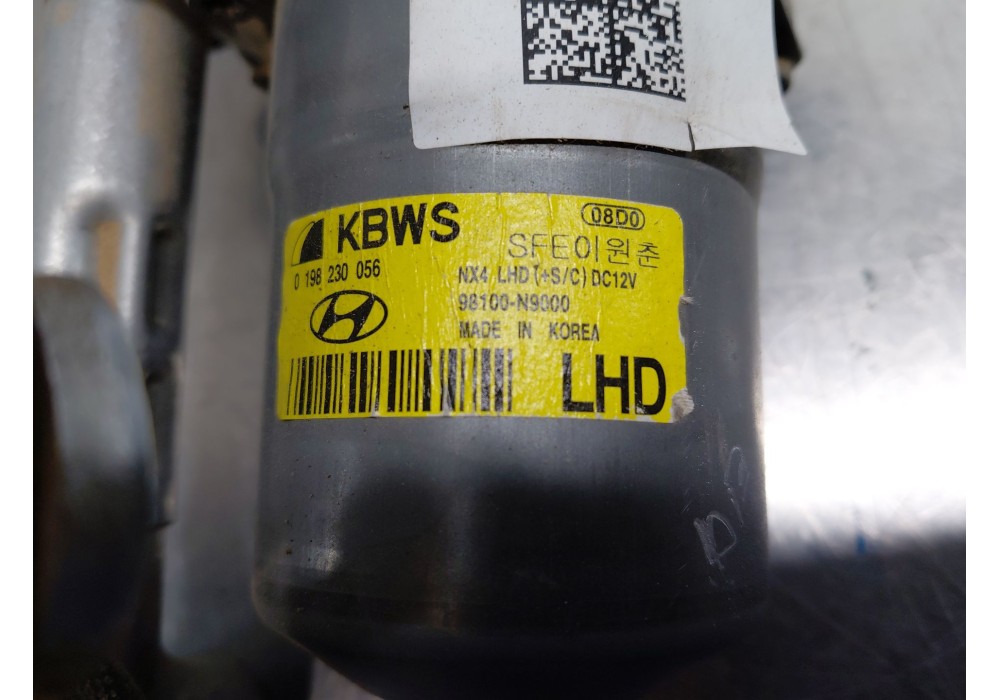 KBWS
08D0
SFE이원춘
0 198 230 056
NX4 LHD (+S/C) DC12V
98100-N9000
MADE IN KOREA
LHD